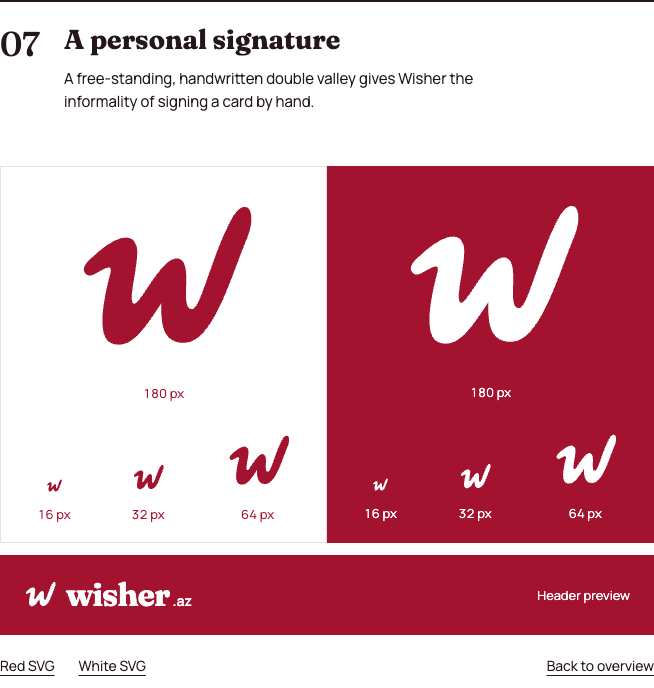 07
A personal signature
A free-standing, handwritten double valley gives Wisher the
informality of signing a card by hand.
w
w
180 px
180 px
w
w
w
w
w
w
16 px
32 px
64 px
16 px
32 px
64 px
w wisher.az
Header preview
Red SVG
White SVG
Back to overview